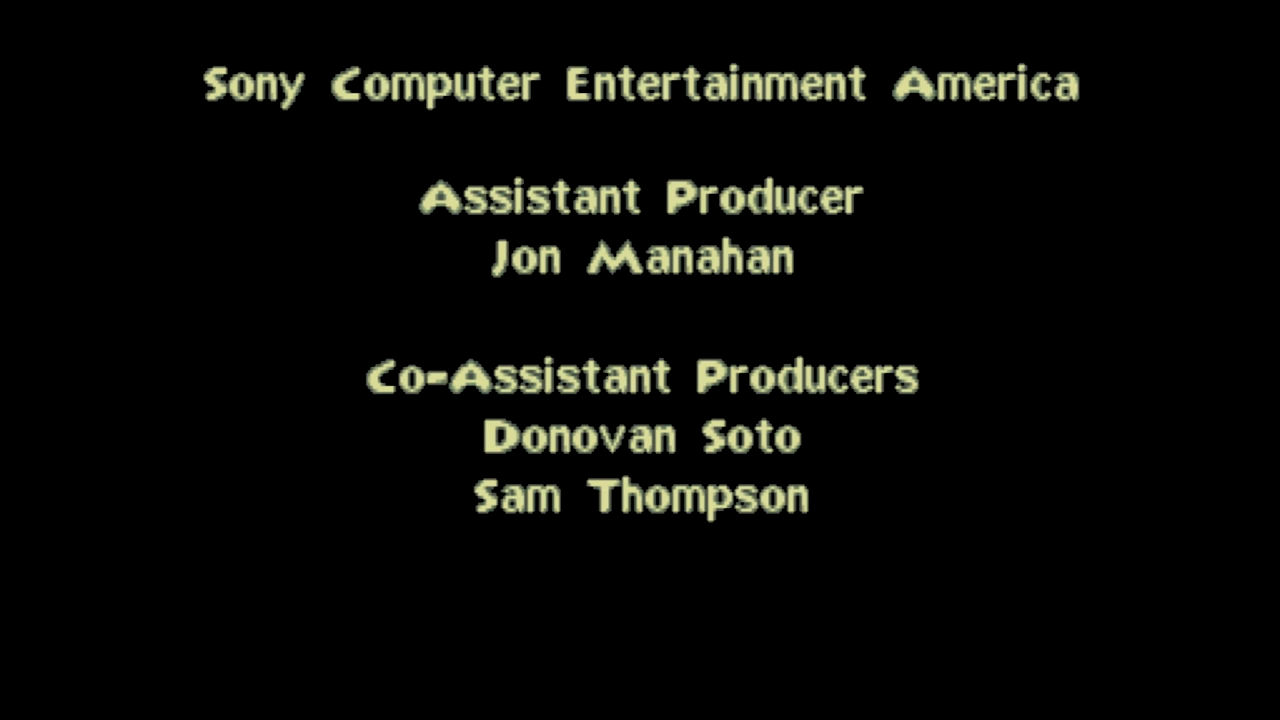 Sony Computer Entertainment America
Assistant Producer
Jon Manahan
Co-Assistant Producers
Donovan Soto
Sam Thompson